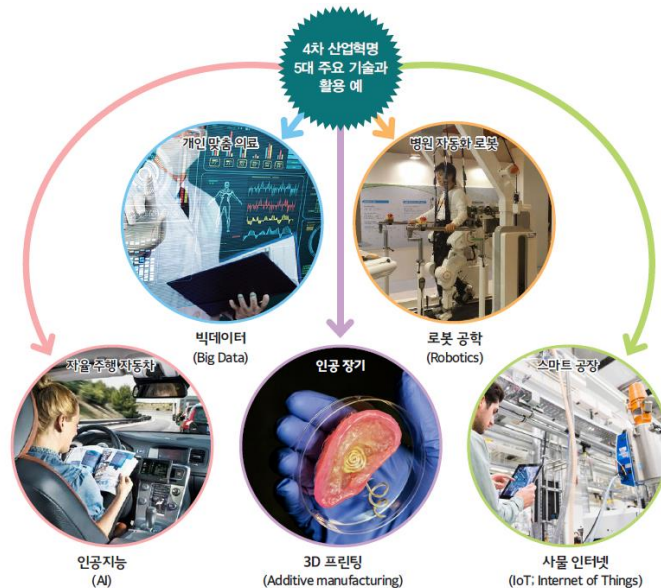 4차 산업혁명
5대 주요 기술과
활용 예
개인 맞춤 의료
병원 자동화 로봇
빅데이터
(Big Data)
로봇 공학
(Robotics)
자율 주행 자동차
인공 장기
스마트 공장
인공지능
(AI)
3D 프린팅
(Additive manufacturing)
사물 인터넷
(IoT; Internet of Things)